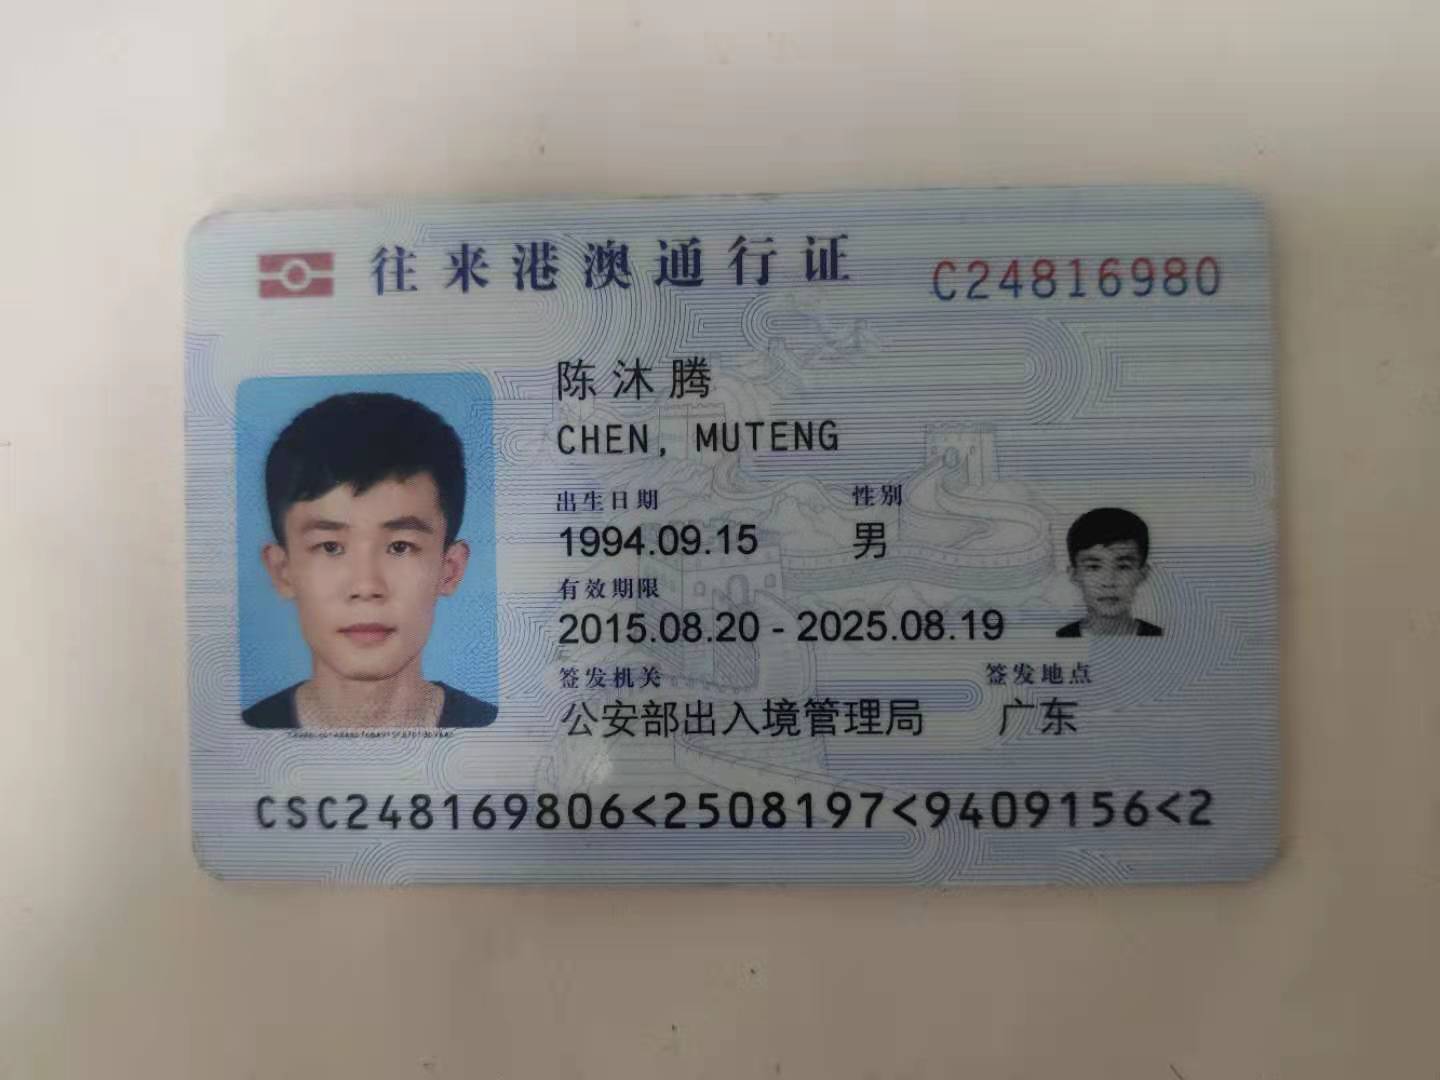 往来港澳通行证 C24816980
陈沐腾
CHEN, MUTENG
出生日期 性别
1994.09.15 男
有效期限
2015.08.20 - 2025.08.19
签发机关 签发地点
公安部出入境管理局 广东
CSC248169806<2508197<9409156<2